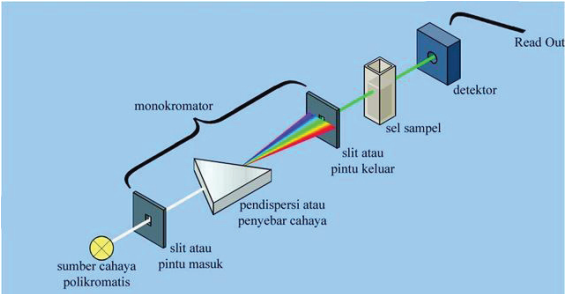 Read Out
detektor
monokromator
sel sampel
slit atau
pintu keluar
pendispersi atau
penyebar cahaya
slit atau
pintu masuk
sumber cahaya
polikromatis